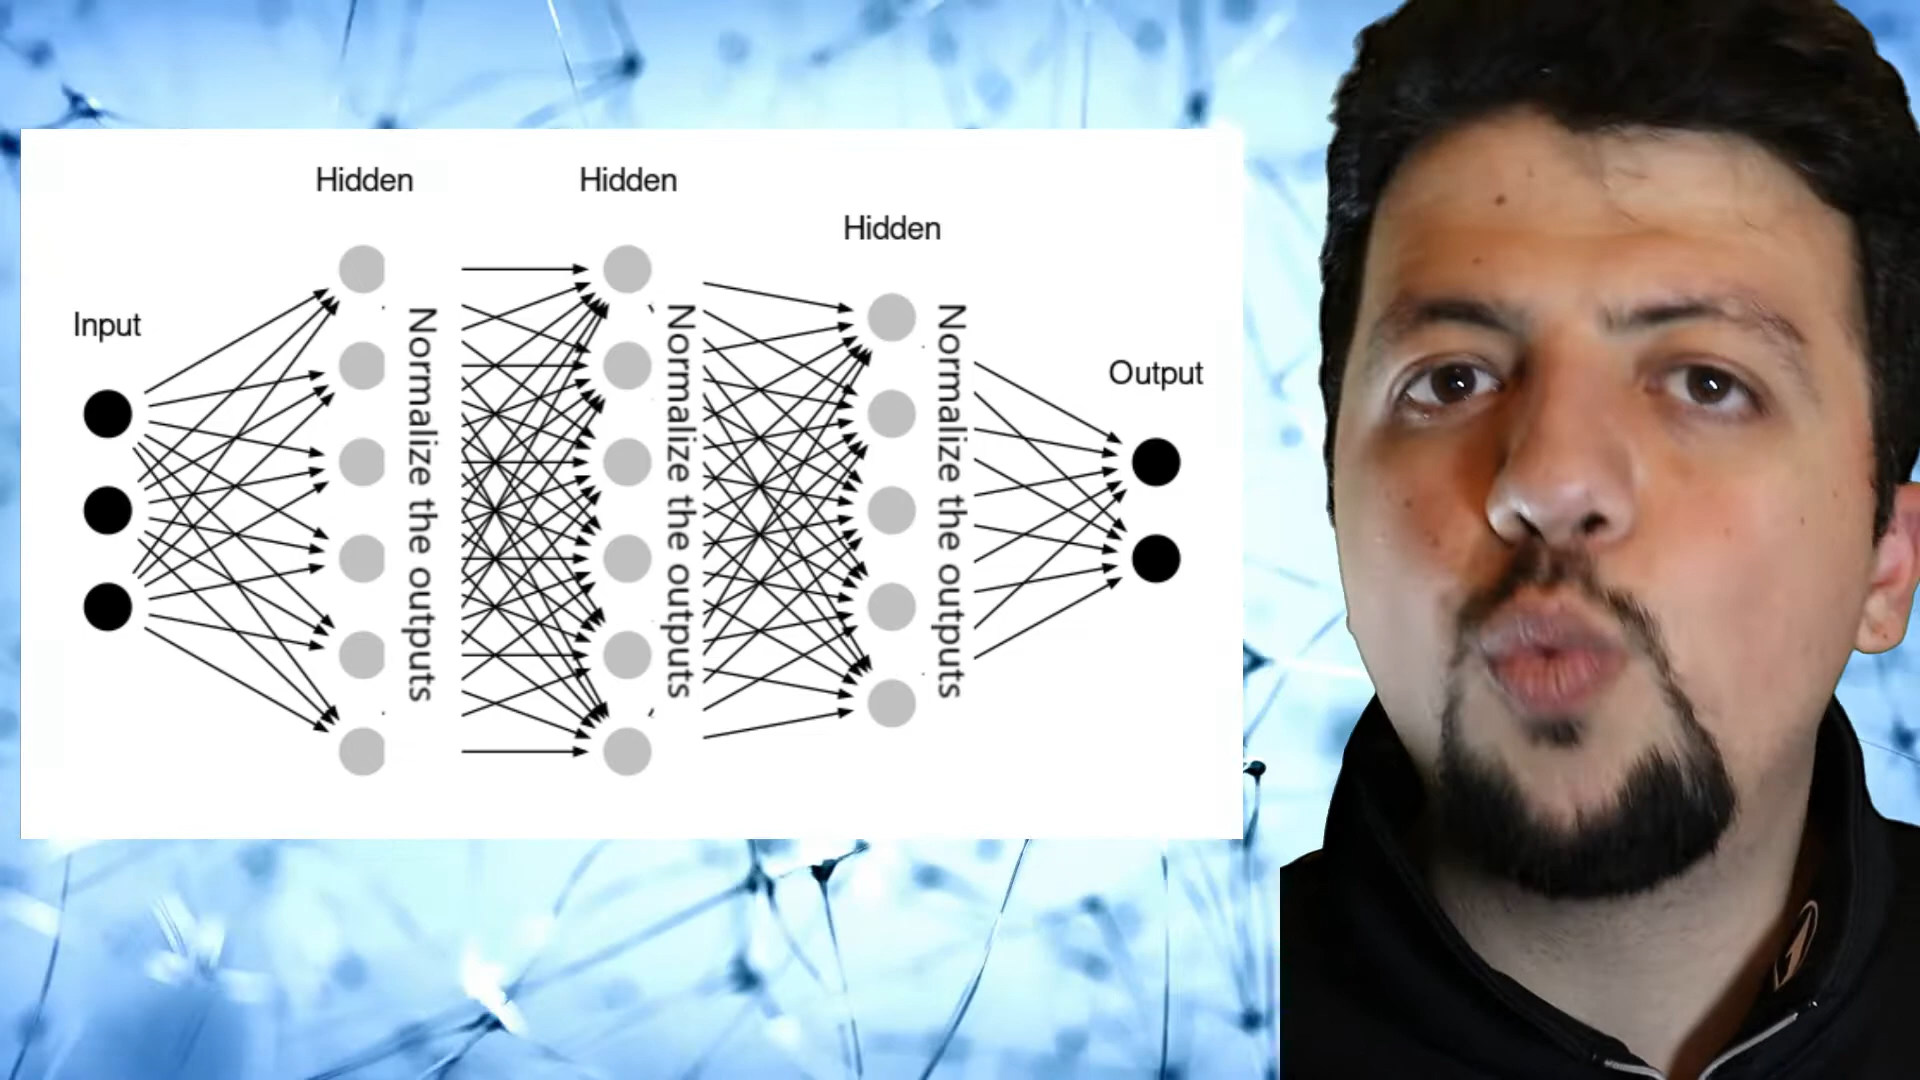 Input
Hidden
Normalize the outputs
Hidden
Normalize the outputs
Hidden
Normalize the outputs
Output